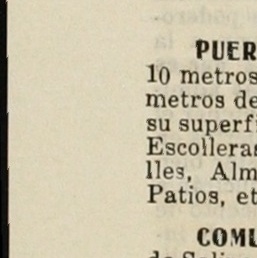 PUER
10 metros
metros de
su superfi
Escolleras
lles, Alm
Patios, et
COMU